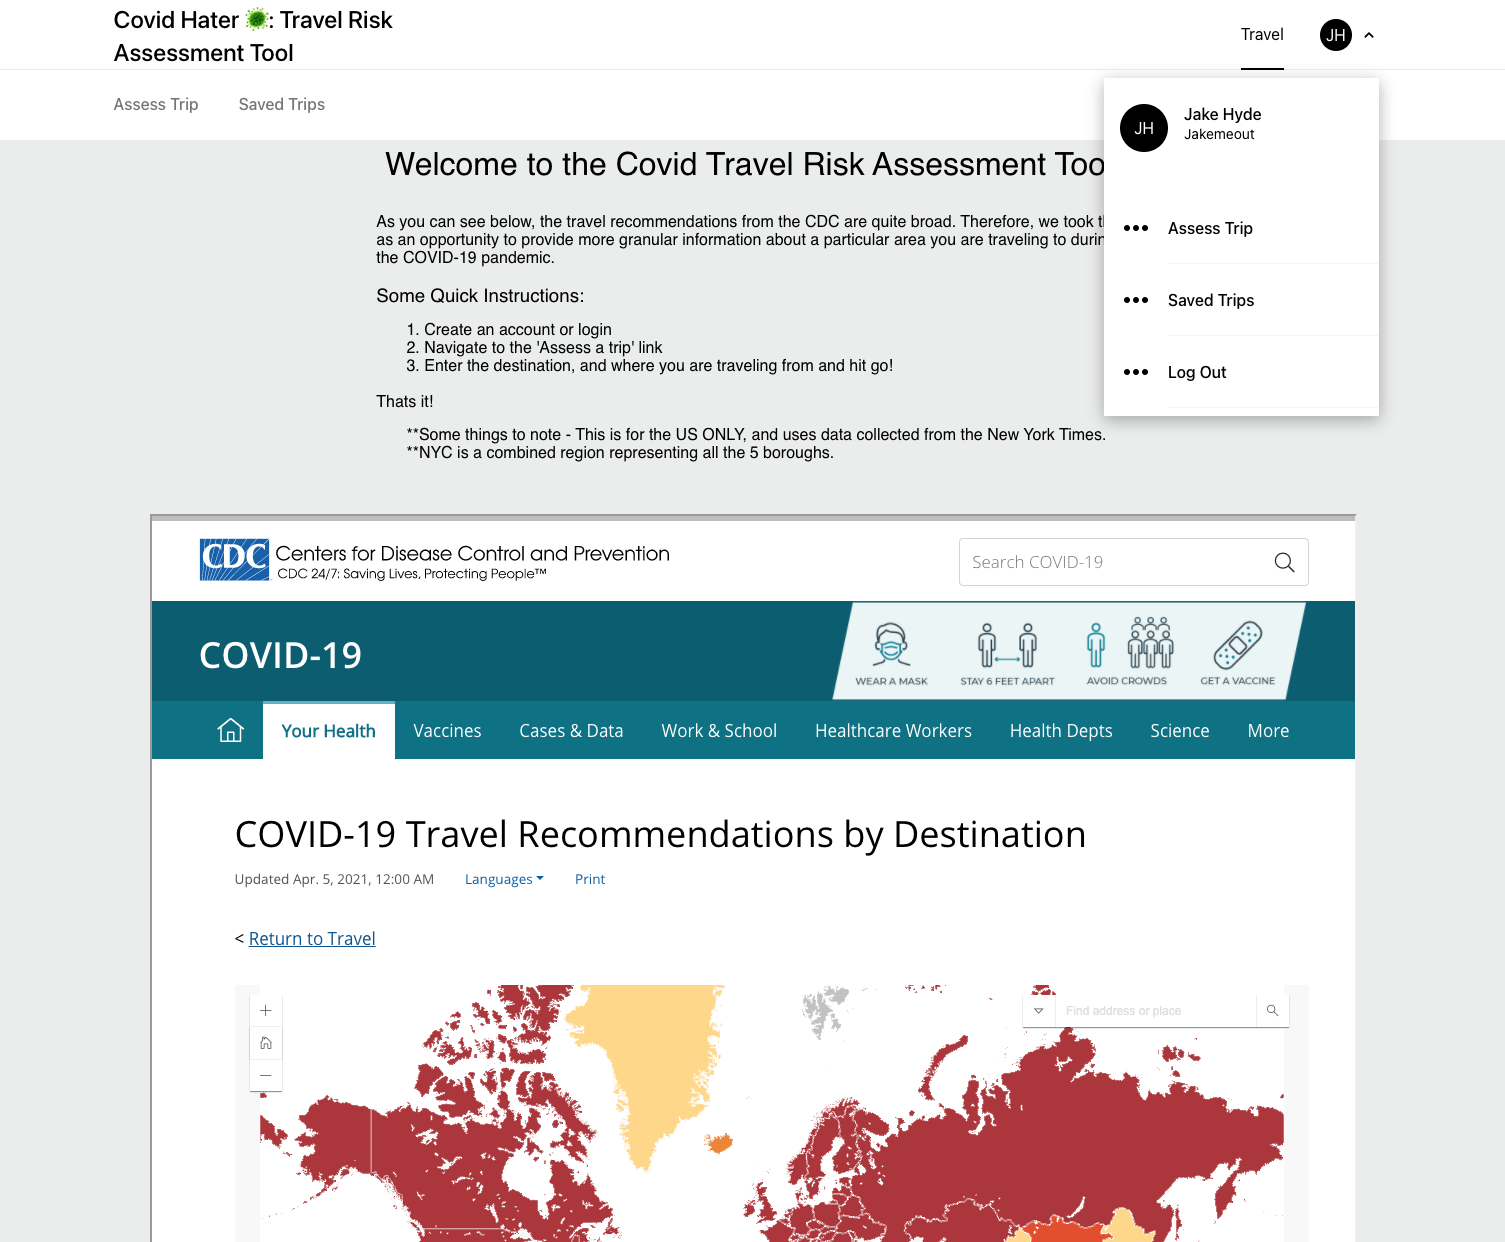 Covid Hater 🦠: Travel Risk
Assessment Tool
Travel
JH
Assess Trip
Saved Trips
JH
Jake Hyde
Jakemeout
Assess Trip
Saved Trips
Log Out
Welcome to the Covid Travel Risk Assessment Too
As you can see below, the travel recommendations from the CDC are quite broad. Therefore, we took
as an opportunity to provide more granular information about a particular area you are traveling to
the COVID-19 pandemic.
Some Quick Instructions:
1. Create an account or login
2. Navigate to the 'Assess a trip' link
3. Enter the destination, and where you are traveling from and hit go!
Thats it!
**Some things to note - This is for the US ONLY, and uses data collected from the New York Times.
**NYC is a combined region representing all the 5 boroughs.
CDC
Centers for Disease Control and Prevention
CDC 24/7: Saving Lives, Protecting People™
Search COVID-19
COVID-19
WEAR A MASK
STAY 6 FEET APART
AVOID CROWDS
GET A VACCINE
Your Health
Vaccines
Cases & Data
Work & School
Healthcare Workers
Health Depts
Science
More
COVID-19 Travel Recommendations by Destination
Updated Apr. 5, 2021, 12:00 AM
Languages
Print
< Return to Travel
Find address or place